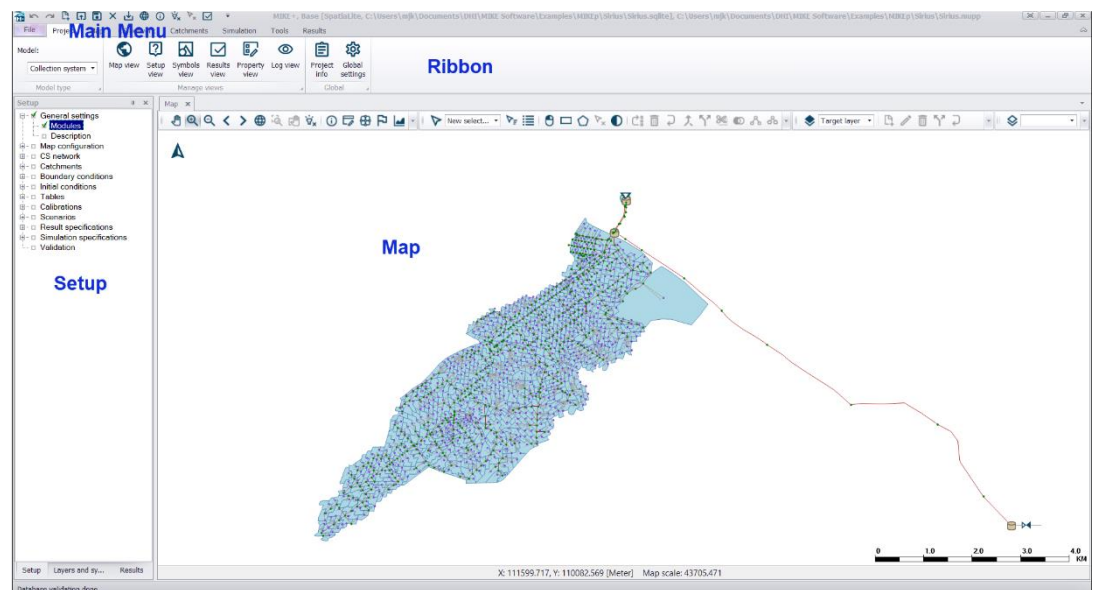 MIKE+, Base [SpatiaLite, C:\Users\mjk\Documents\DHI\MIKE Software\Examples\MIKEp\Sirius\Sirius.sqlite], C:\Users\mjk\Documents\DHI\MIKE Software\Examples\MIKEp\Sirius\Sirius.mupp
File Proje Main Menu Catchments Simulation Tools Results
Model:
Collection system
Map view Setup view Symbols view Results view Property view Log view Project info Global settings
Ribbon
Model type Manage views Global
Setup
Map
General settings
Modules
Description
Map configuration
CS network
Catchments
Boundary conditions
Initial conditions
Tables
Calibrations
Scenarios
Result specifications
Simulation specifications
Validation
New select...
Target layer
Map
Setup
0 1.0 2.0 3.0 4.0
KM
Setup Layers and sy... Results
X: 111599.717, Y: 110082.569 [Meter] Map scale: 43705.471
Database validation done